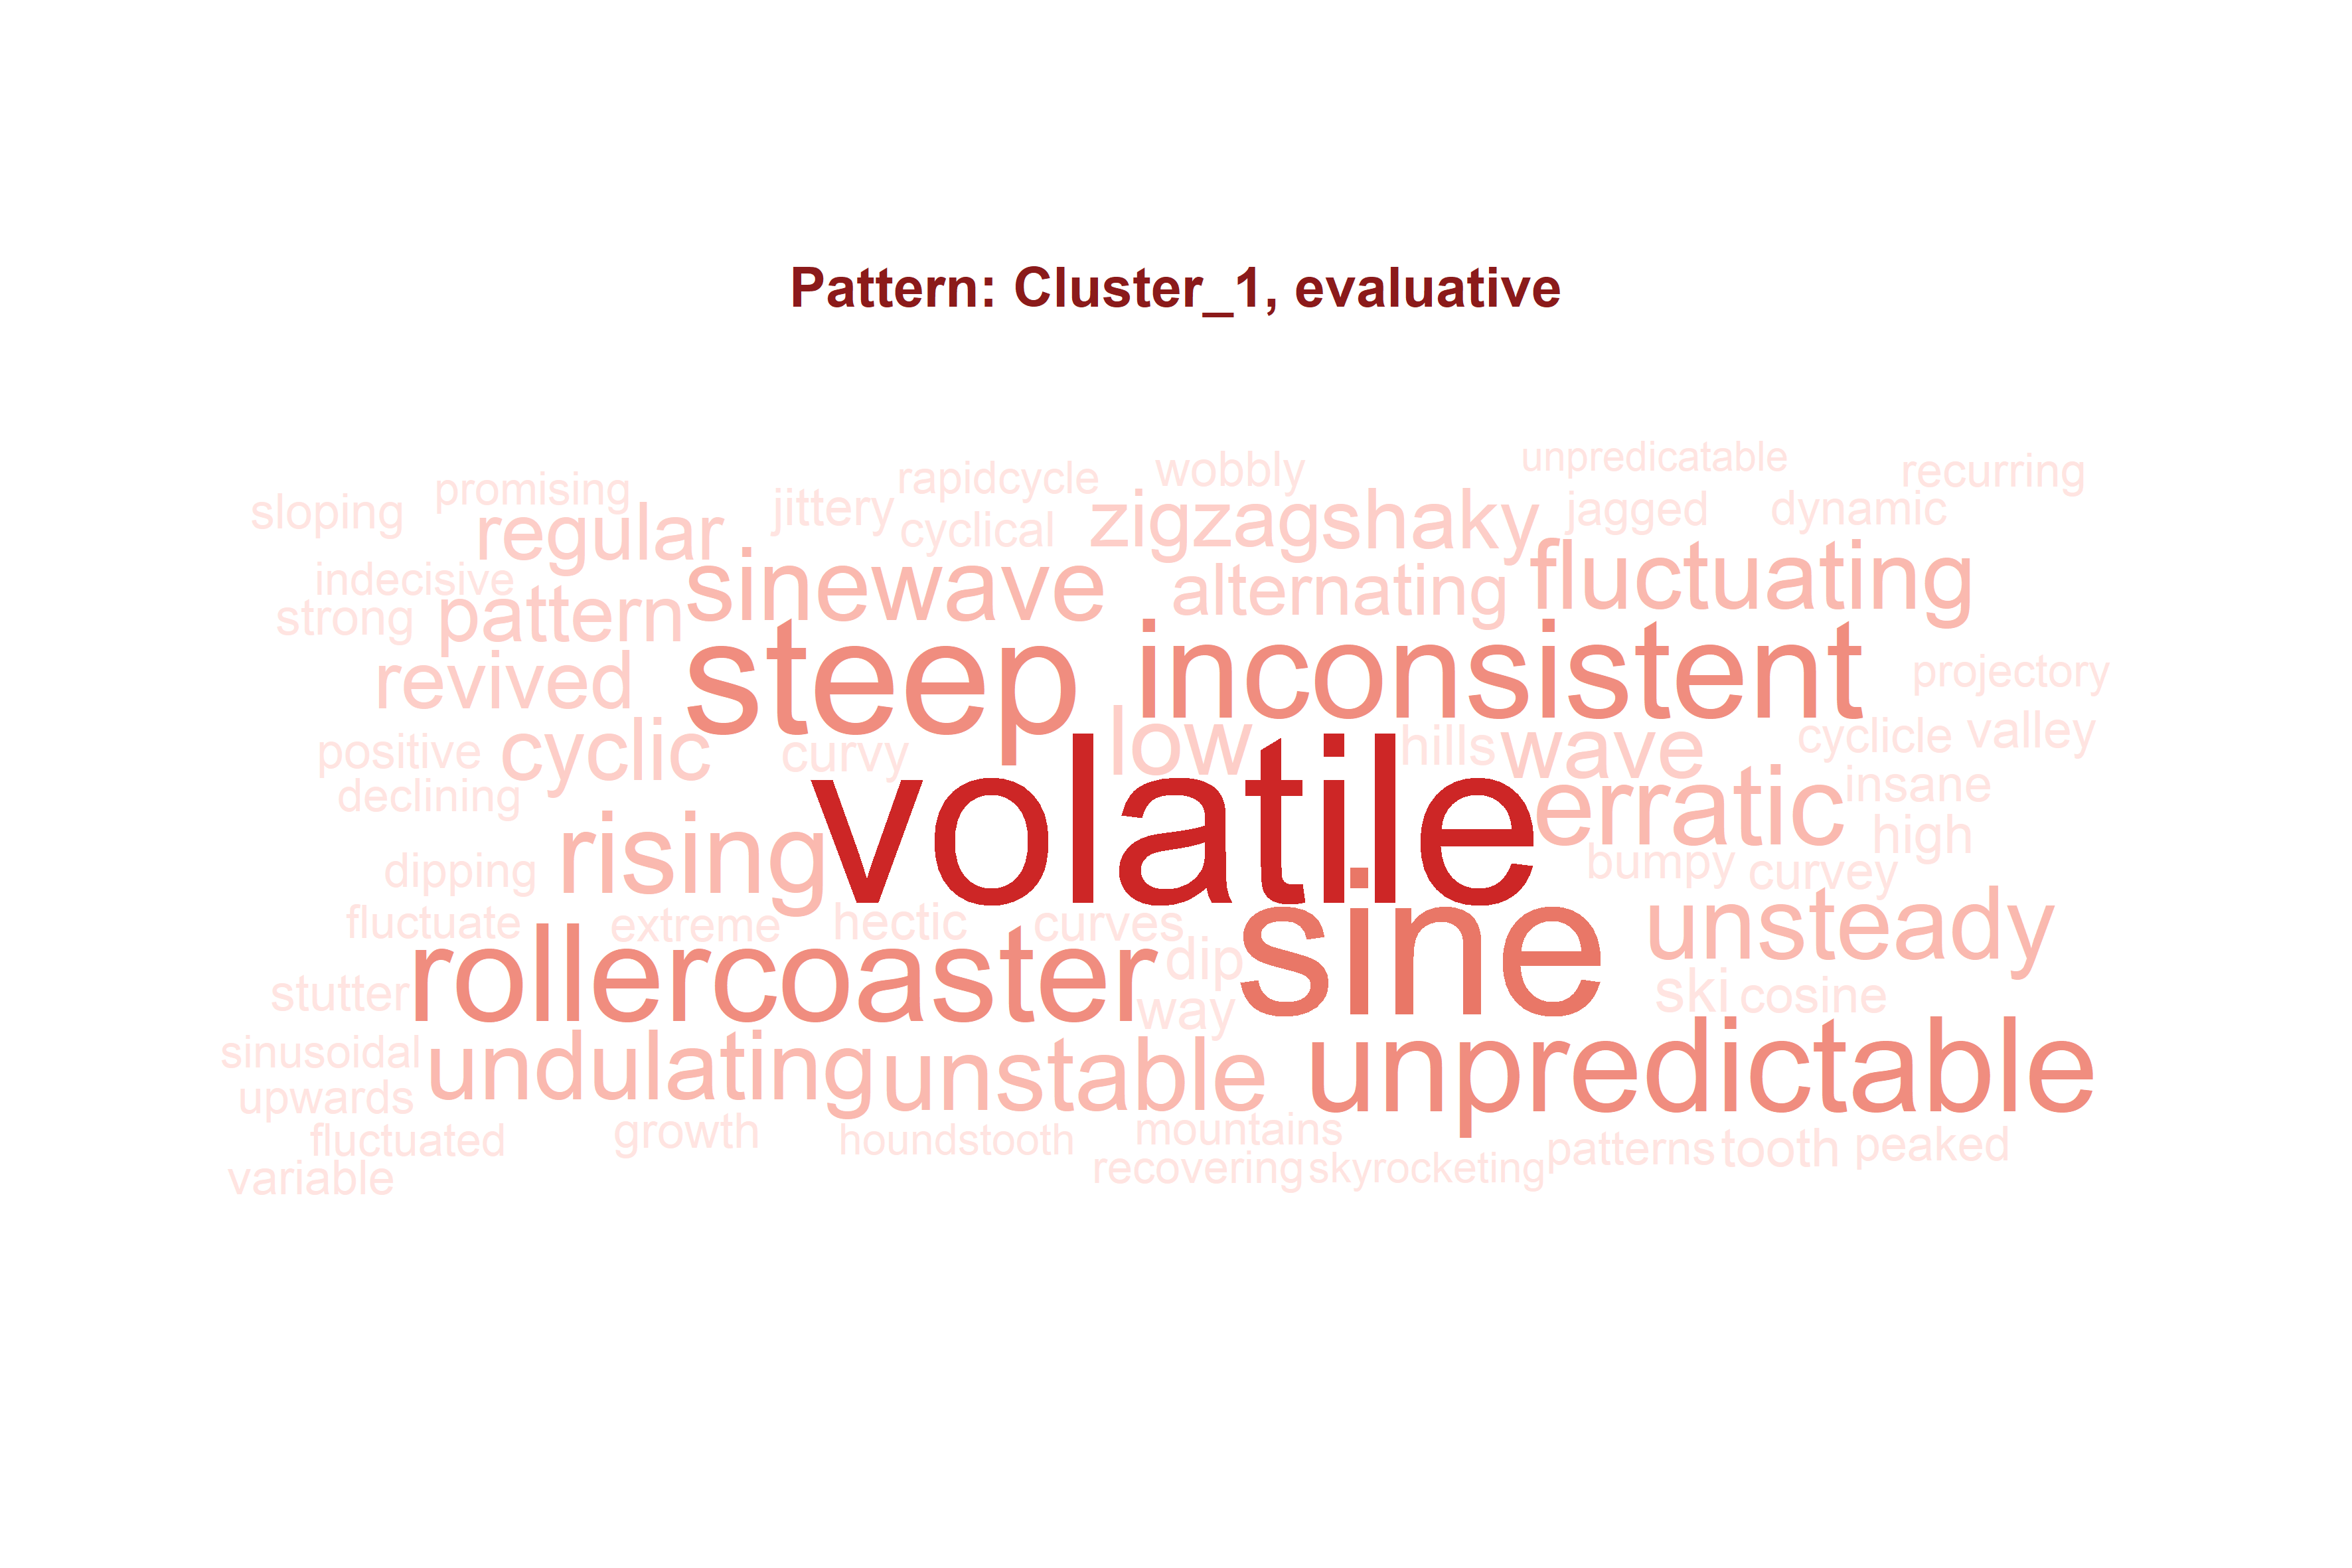 Pattern: Cluster_1, evaluative
wobbly unpredicatable
promising rapidcycle recurring
sloping jittery cyclical zigzag shaky jagged dynamic
regular
indecisive sinewave alternating fluctuating
strong pattern
revived steep inconsistent projectory
positive cyclic curvy low hills wave cyclicle valley
declining volatile erratic insane
dipping rising bumpy curvey high
fluctuate extreme hectic curves sine unsteady
stutter rollercoaster dip way ski cosine
sinusoidal undulating unstable unpredictable
upwards
fluctuated growth houndstooth mountains patterns tooth peaked
variable recovering skyrocketing